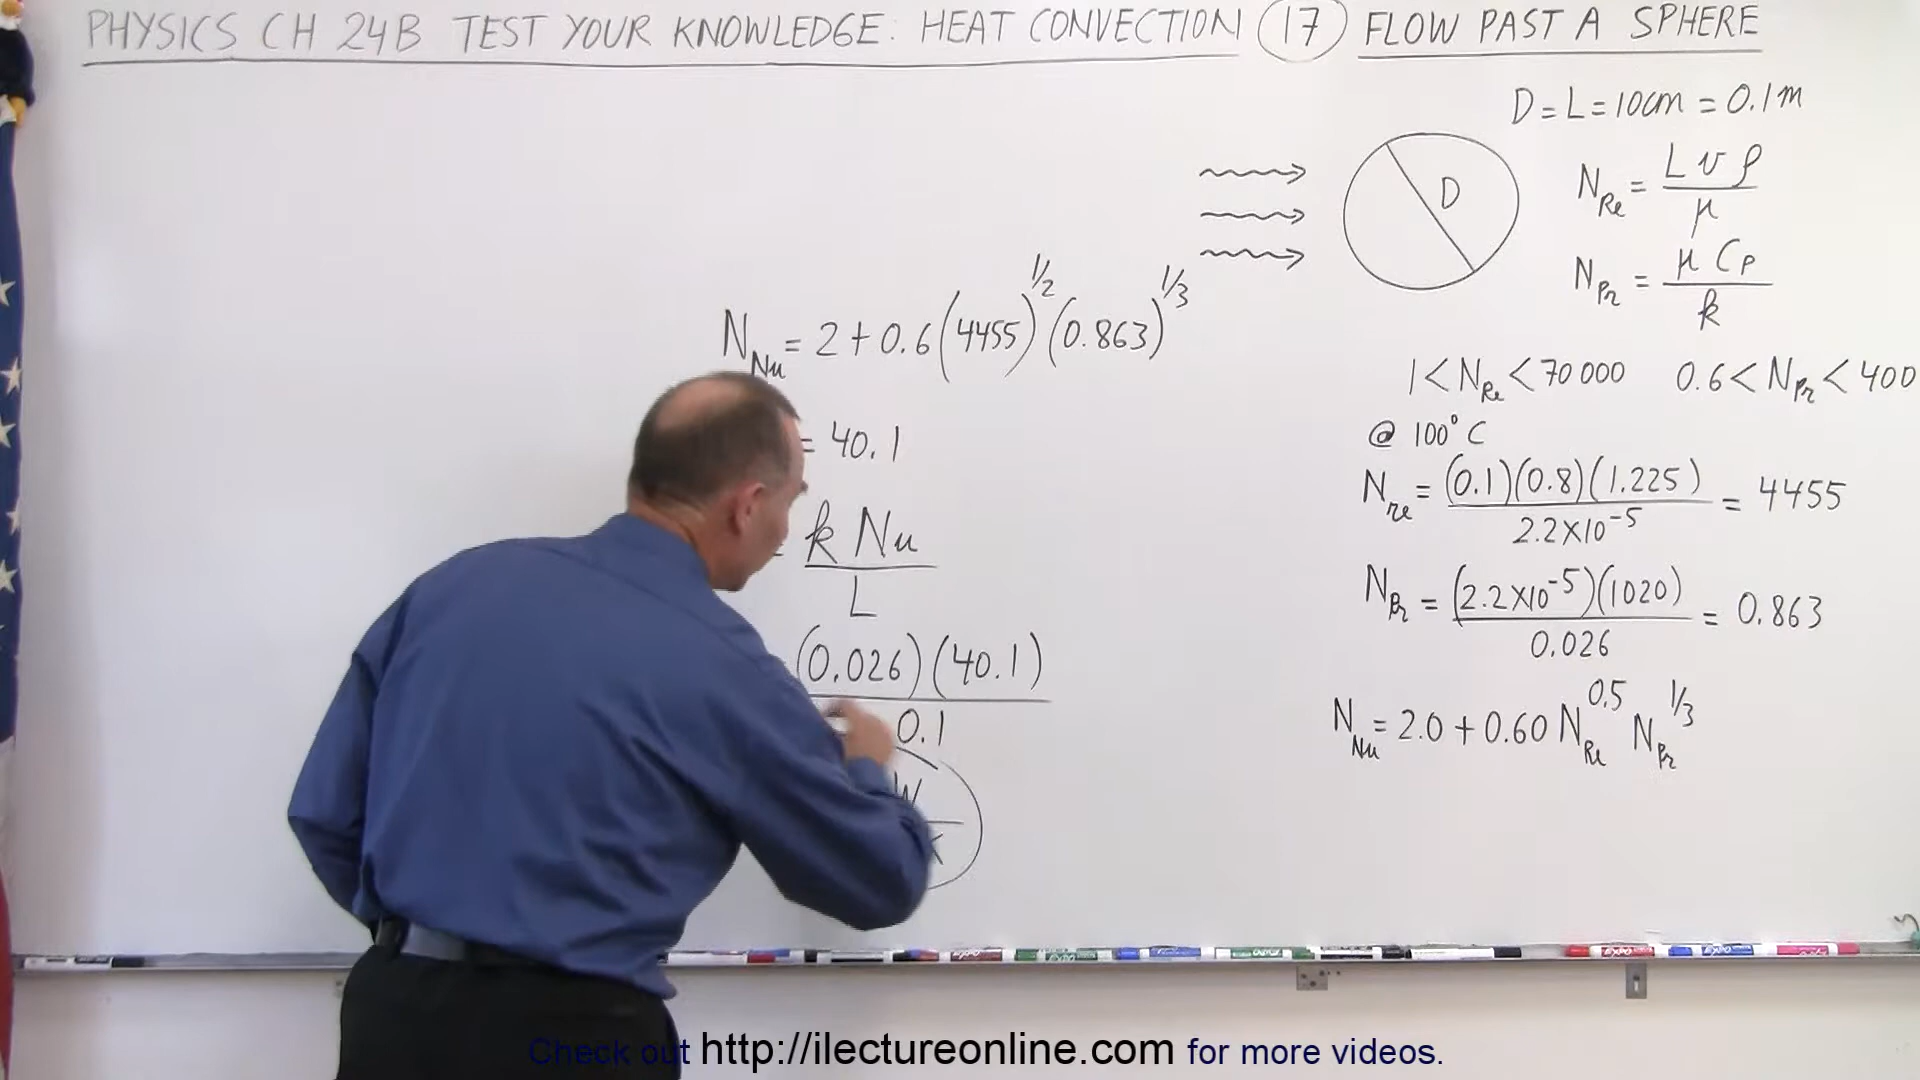 PHYSICS CH 24B TEST YOUR KNOWLEDGE: HEAT CONVECTION 17 FLOW PAST A SPHERE
D = L = 10cm = 0.1m
D
N_Re = L v ρ / μ
N_Pr = μ C_P / k
1 < N_Re < 70 000 0.6 < N_Pr < 400
@ 100° C
N_re = (0.1)(0.8)(1.225) / 2.2×10^-5 = 4455
N_Pr = (2.2×10^-5)(1020) / 0.026 = 0.863
N_Nu = 2.0 + 0.60 N_Re^0.5 N_Pr^1/3
N_Nu = 2 + 0.6 (4455)^1/2 (0.863)^1/3
= 40.1
k Nu / L
(0.026)(40.1) / 0.1
W
Check out http://ilectureonline.com for more videos.